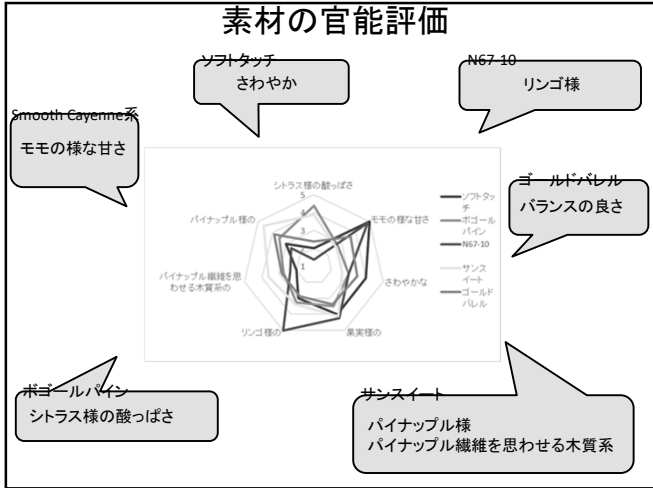 素材の官能評価
ソフトタッチ
さわやか
N67-10
リンゴ様
Smooth Cayenne系
モモの様な甘さ
ゴールドバレル
バランスの良さ
シトラス様の酸っぱさ
モモの様な甘さ
さわやかな
果実様の
リンゴ様の
パイナップル繊維を思
わせる木質系の
パイナップル様の
5
4
3
2
1
ソフトタッ
チ
ボゴール
パイン
N67-10
サンス
イート
ゴールド
バレル
ボゴールパイン
シトラス様の酸っぱさ
サンスイート
パイナップル様
パイナップル繊維を思わせる木質系